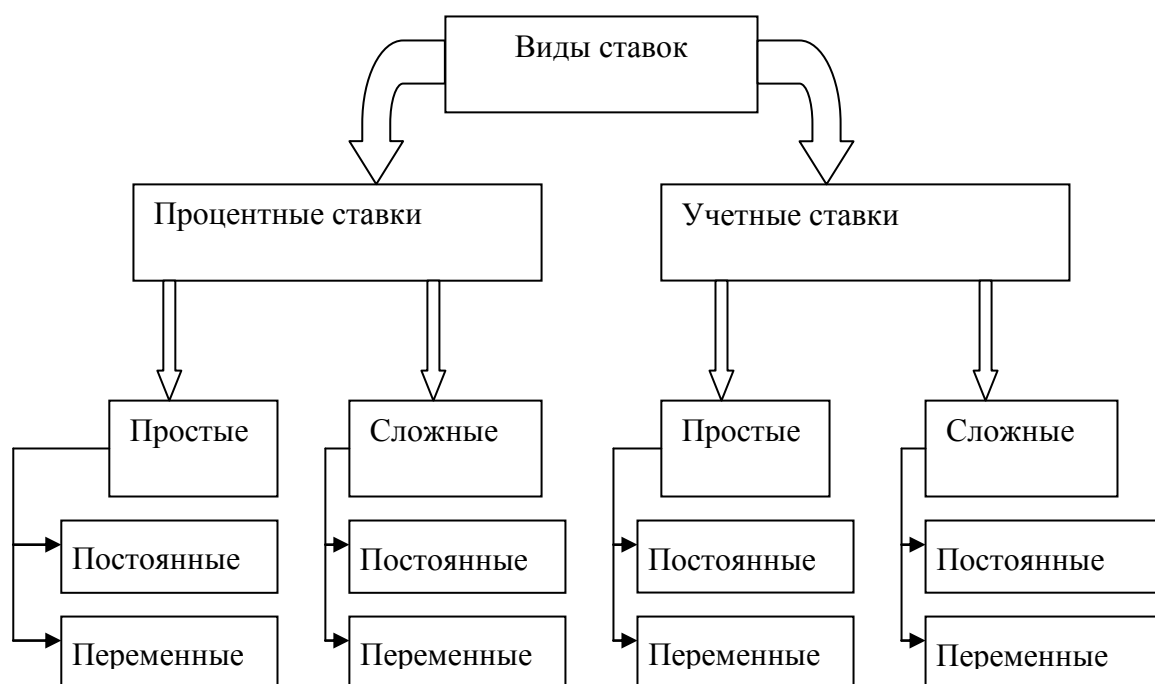 Виды ставок
Процентные ставки
Учетные ставки
Простые
Сложные
Простые
Сложные
Постоянные
Постоянные
Постоянные
Постоянные
Переменные
Переменные
Переменные
Переменные